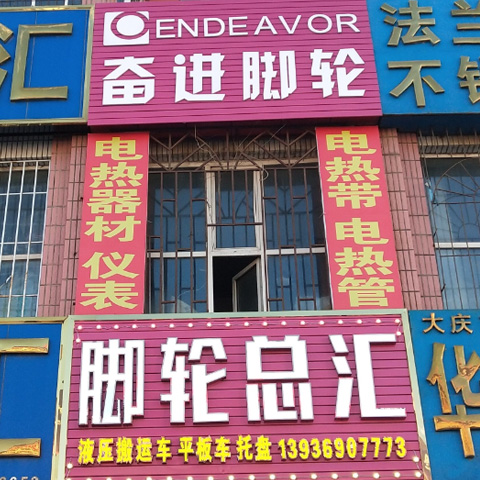 ENDEAVOR
奋进脚轮
汇
法兰
不锈
电热器材 仪表
电热带 电热管
脚轮总汇
液压搬运车 平板车 托盘 13936907773
大庆
华